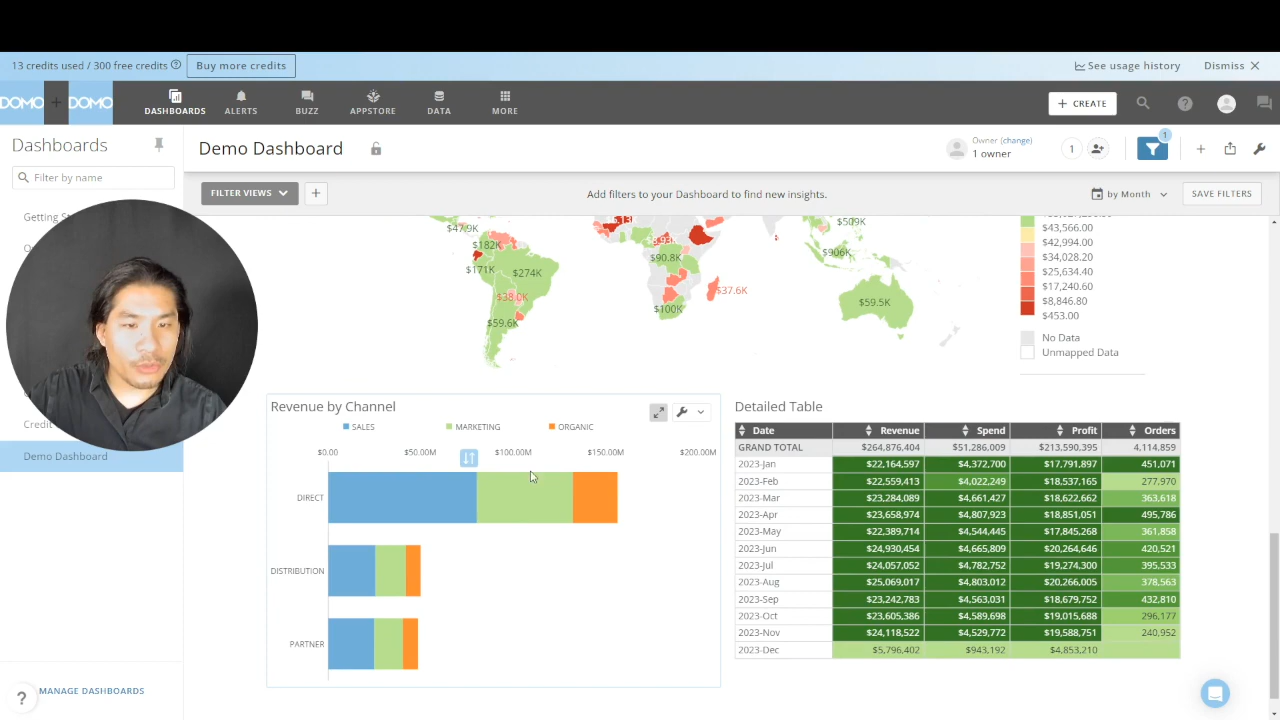 13 credits used / 300 free credits
Buy more credits
See usage history
Dismiss
DOMO + DOMO
DASHBOARDS
ALERTS
BUZZ
APPSTORE
DATA
MORE
+ CREATE
Dashboards
Filter by name
Demo Dashboard
Owner (change)
1 owner
1
1
FILTER VIEWS
+
Add filters to your Dashboard to find new insights.
by Month
SAVE FILTERS
Getting St
Credit
Demo Dashboard
MANAGE DASHBOARDS
?
$47.9K
$182K
$171K
$274K
$38.0K
$59.6K
$90.8K
$37.6K
$100K
$509K
$906K
$59.5K
$43,566.00
$42,994.00
$34,028.20
$25,634.40
$17,240.60
$8,846.80
$453.00
No Data
Unmapped Data
Revenue by Channel
SALES MARKETING ORGANIC
$0.00 $50.00M $100.00M $150.00M $200.00M
DIRECT
DISTRIBUTION
PARTNER
Detailed Table
Date Revenue Spend Profit Orders
GRAND TOTAL $264,876,404 $51,286,009 $213,590,395 4,114,859
2023-Jan $22,164,597 $4,372,700 $17,791,897 451,071
2023-Feb $22,559,413 $4,022,249 $18,537,165 277,970
2023-Mar $23,284,089 $4,661,427 $18,622,662 363,618
2023-Apr $23,658,974 $4,807,923 $18,851,051 495,786
2023-May $22,389,714 $4,544,445 $17,845,268 361,858
2023-Jun $24,930,454 $4,665,809 $20,264,646 420,521
2023-Jul $24,057,052 $4,782,752 $19,274,300 395,533
2023-Aug $25,069,017 $4,803,012 $20,266,005 378,563
2023-Sep $23,242,783 $4,563,031 $18,679,752 432,810
2023-Oct $23,605,386 $4,589,698 $19,015,688 296,177
2023-Nov $24,118,522 $4,529,772 $19,588,751 240,952
2023-Dec $5,796,402 $943,192 $4,853,210